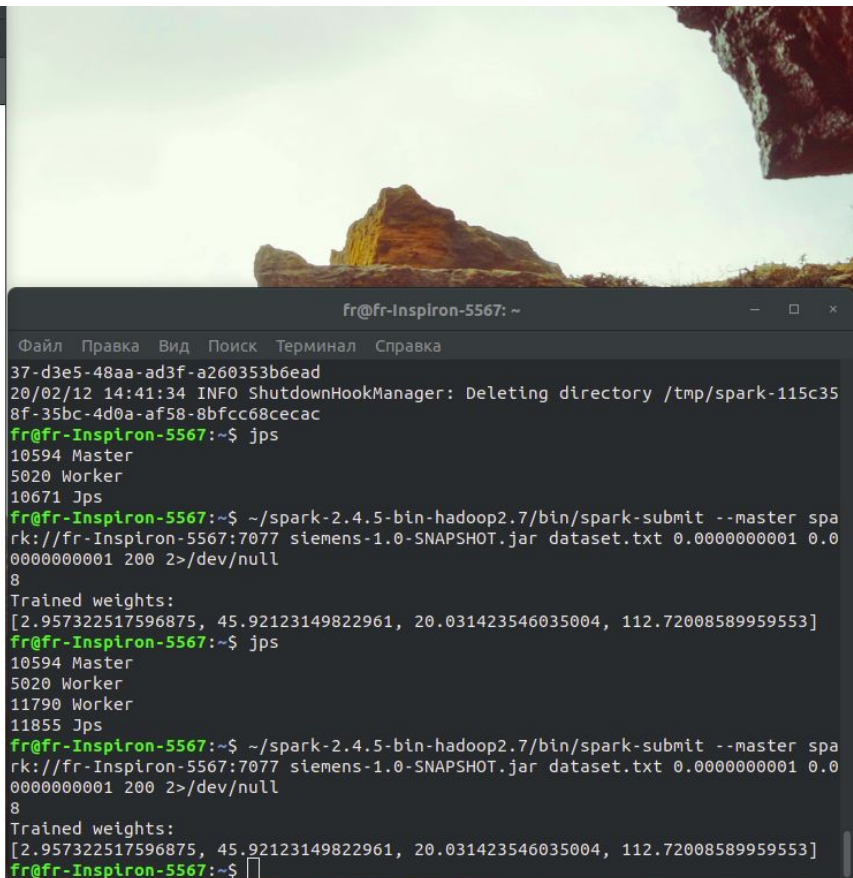 fr@fr-Inspiron-5567: ~
Файл Правка Вид Поиск Терминал Справка
37-d3e5-48aa-ad3f-a260353b6ead
20/02/12 14:41:34 INFO ShutdownHookManager: Deleting directory /tmp/spark-115c35
8f-35bc-4d0a-af58-8bfcc68cecac
fr@fr-Inspiron-5567:~$ jps
10594 Master
5020 Worker
10671 Jps
fr@fr-Inspiron-5567:~$ ~/spark-2.4.5-bin-hadoop2.7/bin/spark-submit --master spa
rk://fr-Inspiron-5567:7077 siemens-1.0-SNAPSHOT.jar dataset.txt 0.0000000001 0.0
0000000001 200 2>/dev/null
8
Trained weights:
[2.957322517596875, 45.92123149822961, 20.031423546035004, 112.72008589959553]
fr@fr-Inspiron-5567:~$ jps
10594 Master
5020 Worker
11790 Worker
11855 Jps
fr@fr-Inspiron-5567:~$ ~/spark-2.4.5-bin-hadoop2.7/bin/spark-submit --master spa
rk://fr-Inspiron-5567:7077 siemens-1.0-SNAPSHOT.jar dataset.txt 0.0000000001 0.0
0000000001 200 2>/dev/null
8
Trained weights:
[2.957322517596875, 45.92123149822961, 20.031423546035004, 112.72008589959553]
fr@fr-Inspiron-5567:~$